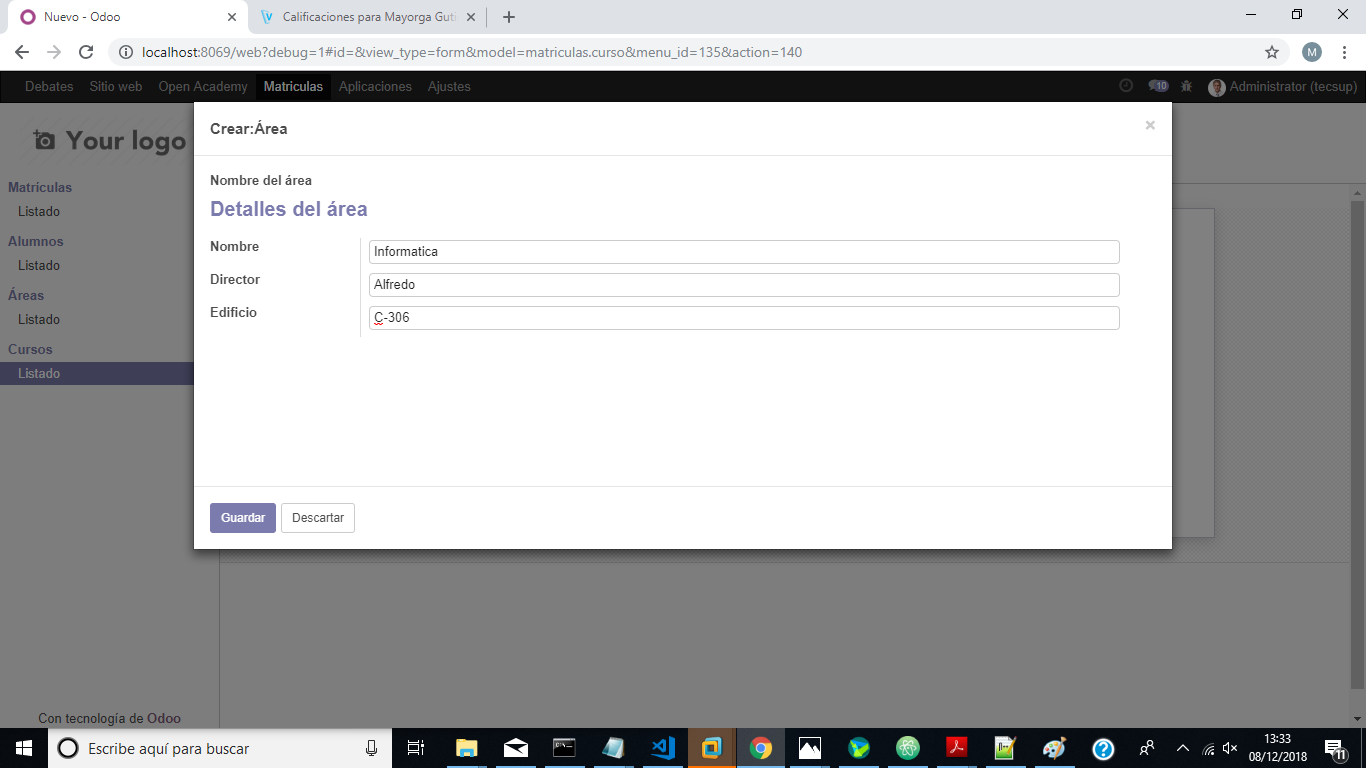 Nuevo - Odoo
Calificaciones para Mayorga Guti
localhost:8069/web?debug=1#id=&view_type=form&model=matriculas.curso&menu_id=135&action=140
M
Debates Sitio web Open Academy Matriculas Aplicaciones Ajustes 10 Administrator (tecsup)
Your logo
Matrículas
Listado
Alumnos
Listado
Áreas
Listado
Cursos
Listado
Con tecnología de Odoo
Crear:Área
Nombre del área
Detalles del área
Nombre Informatica
Director Alfredo
Edificio C-306
Guardar Descartar
Escribe aquí para buscar
13:33
08/12/2018
11